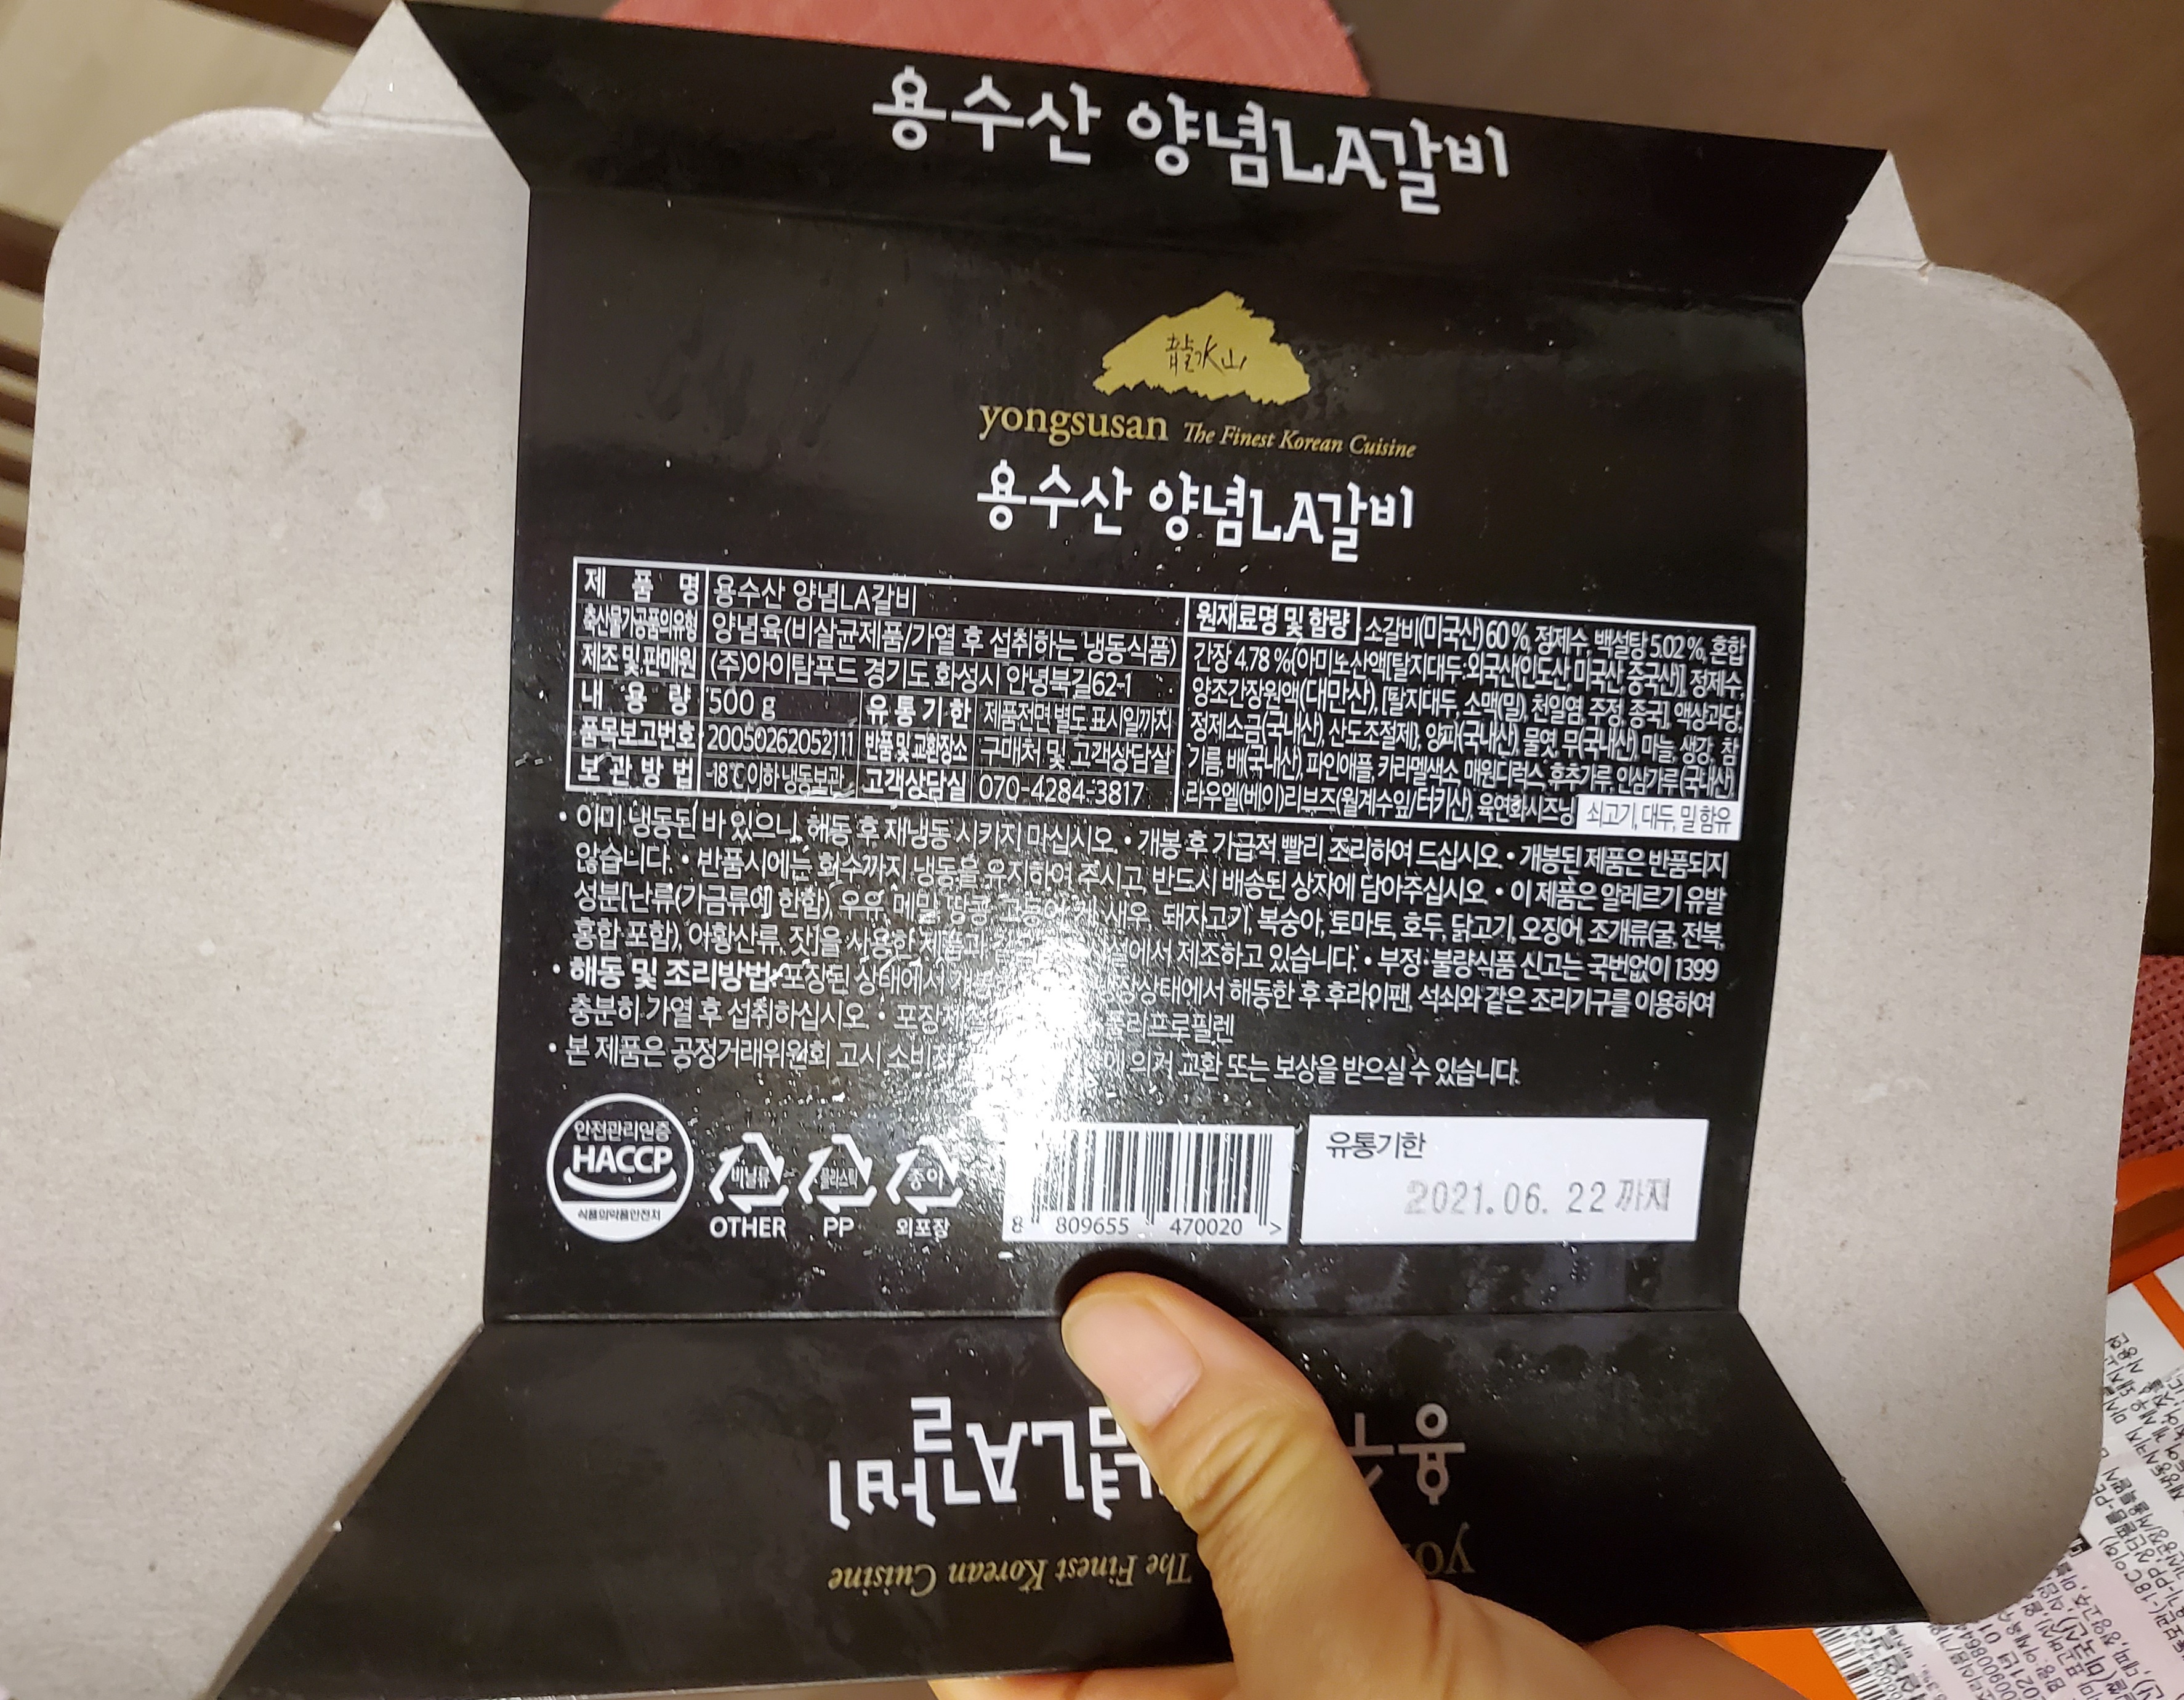 용수산 양념LA갈비
龍水山
yongsusan The Finest Korean Cuisine
용수산 양념LA갈비
제 품 명 용수산 양념LA갈비
축산물가공품의유형 양념육(비살균제품/가열 후 섭취하는 냉동식품)
제조 및 판매원 (주)아이탐푸드 경기도 화성시 안녕북길62-1
내 용 량 500 g 유 통 기 한 제품전면 별도 표시일까지
품목보고번호 20050262052111 반품 및 교환장소 구매처 및 고객상담실
보 관 방 법 -18℃ 이하 냉동보관 고객상담실 070-4284-3817
원재료명 및 함량 소갈비(미국산) 60 %, 정제수, 백설탕 5.02 %, 혼합
간장 4.78 %{아미노산액[탈지대두:외국산(인도산, 미국산, 중국산)], 정제수,
양조간장원액(대만산), [탈지대두, 소맥(밀), 천일염, 주정, 중국], 액상과당,
정제소금(국내산), 산도조절제}, 양파(국내산), 물엿, 무(국내산), 마늘, 생강, 참
기름, 배(국내산), 파인애플, 카라멜색소, 매원디럭스, 후춧가루, 인삼가루(국내산),
라우엘(베이)리브즈(월계수잎/터키산), 육연화시즈닝 쇠고기, 대두, 밀 함유
• 이미 냉동된 바 있으니, 해동 후 재냉동 시키지 마십시오. • 개봉 후 가급적 빨리 조리하여 드십시오. • 개봉된 제품은 반품되지
않습니다. • 반품시에는 회수까지 냉동을 유지하여 주시고, 반드시 배송된 상자에 담아주십시오. • 이 제품은 알레르기 유발
성분[난류(가금류에 한함), 우유, 메밀, 땅콩, 고등어, 게, 새우, 돼지고기, 복숭아, 토마토, 호두, 닭고기, 오징어, 조개류(굴, 전복,
홍합 포함), 아황산류, 잣]을 사용한 제품과 에서 제조하고 있습니다. • 부정·불량식품 신고는 국번없이 1399
• 해동 및 조리방법: 포장된 상태에서 상태에서 해동한 후 후라이팬, 석쇠와 같은 조리기구를 이용하여
충분히 가열 후 섭취하십시오. • 폴리프로필렌
• 본 제품은 공정거래위원회 고시 의거 교환 또는 보상을 받으실 수 있습니다.
안전관리인증
HACCP
식품의약품안전처
비닐류 플라스틱 종이
OTHER PP 외포장
8 809655 470020 >
유통기한
2021.06.22 까지
용
LA갈비
The Finest Korean Cuisine